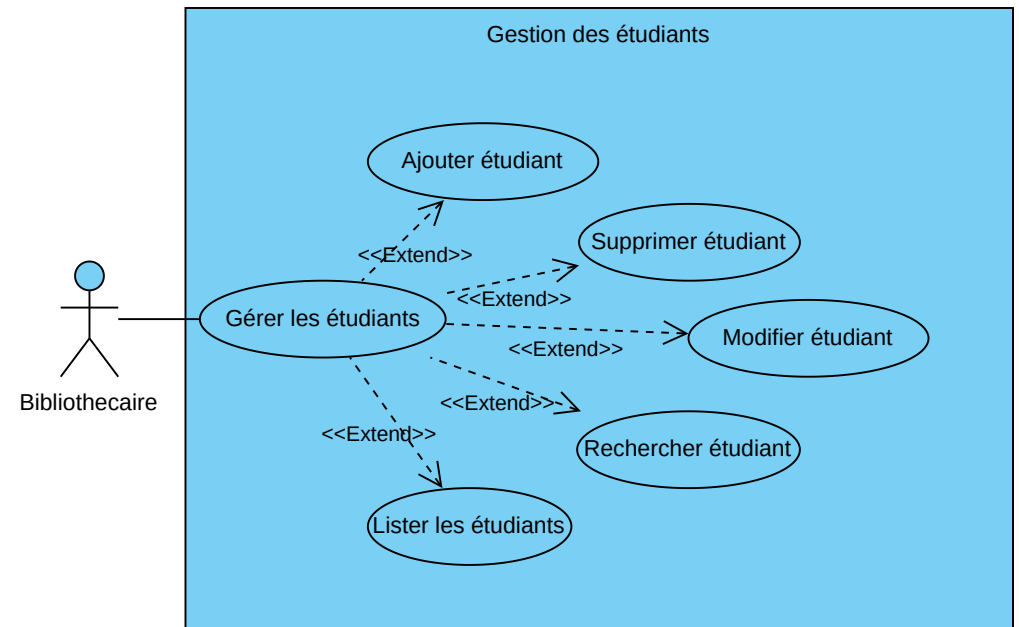 Gestion des étudiants
Ajouter étudiant
<<Extend>>
Supprimer étudiant
<<Extend>>
Gérer les étudiants
Modifier étudiant
<<Extend>>
Bibliothecaire
<<Extend>>
<<Extend>>
Rechercher étudiant
Lister les étudiants